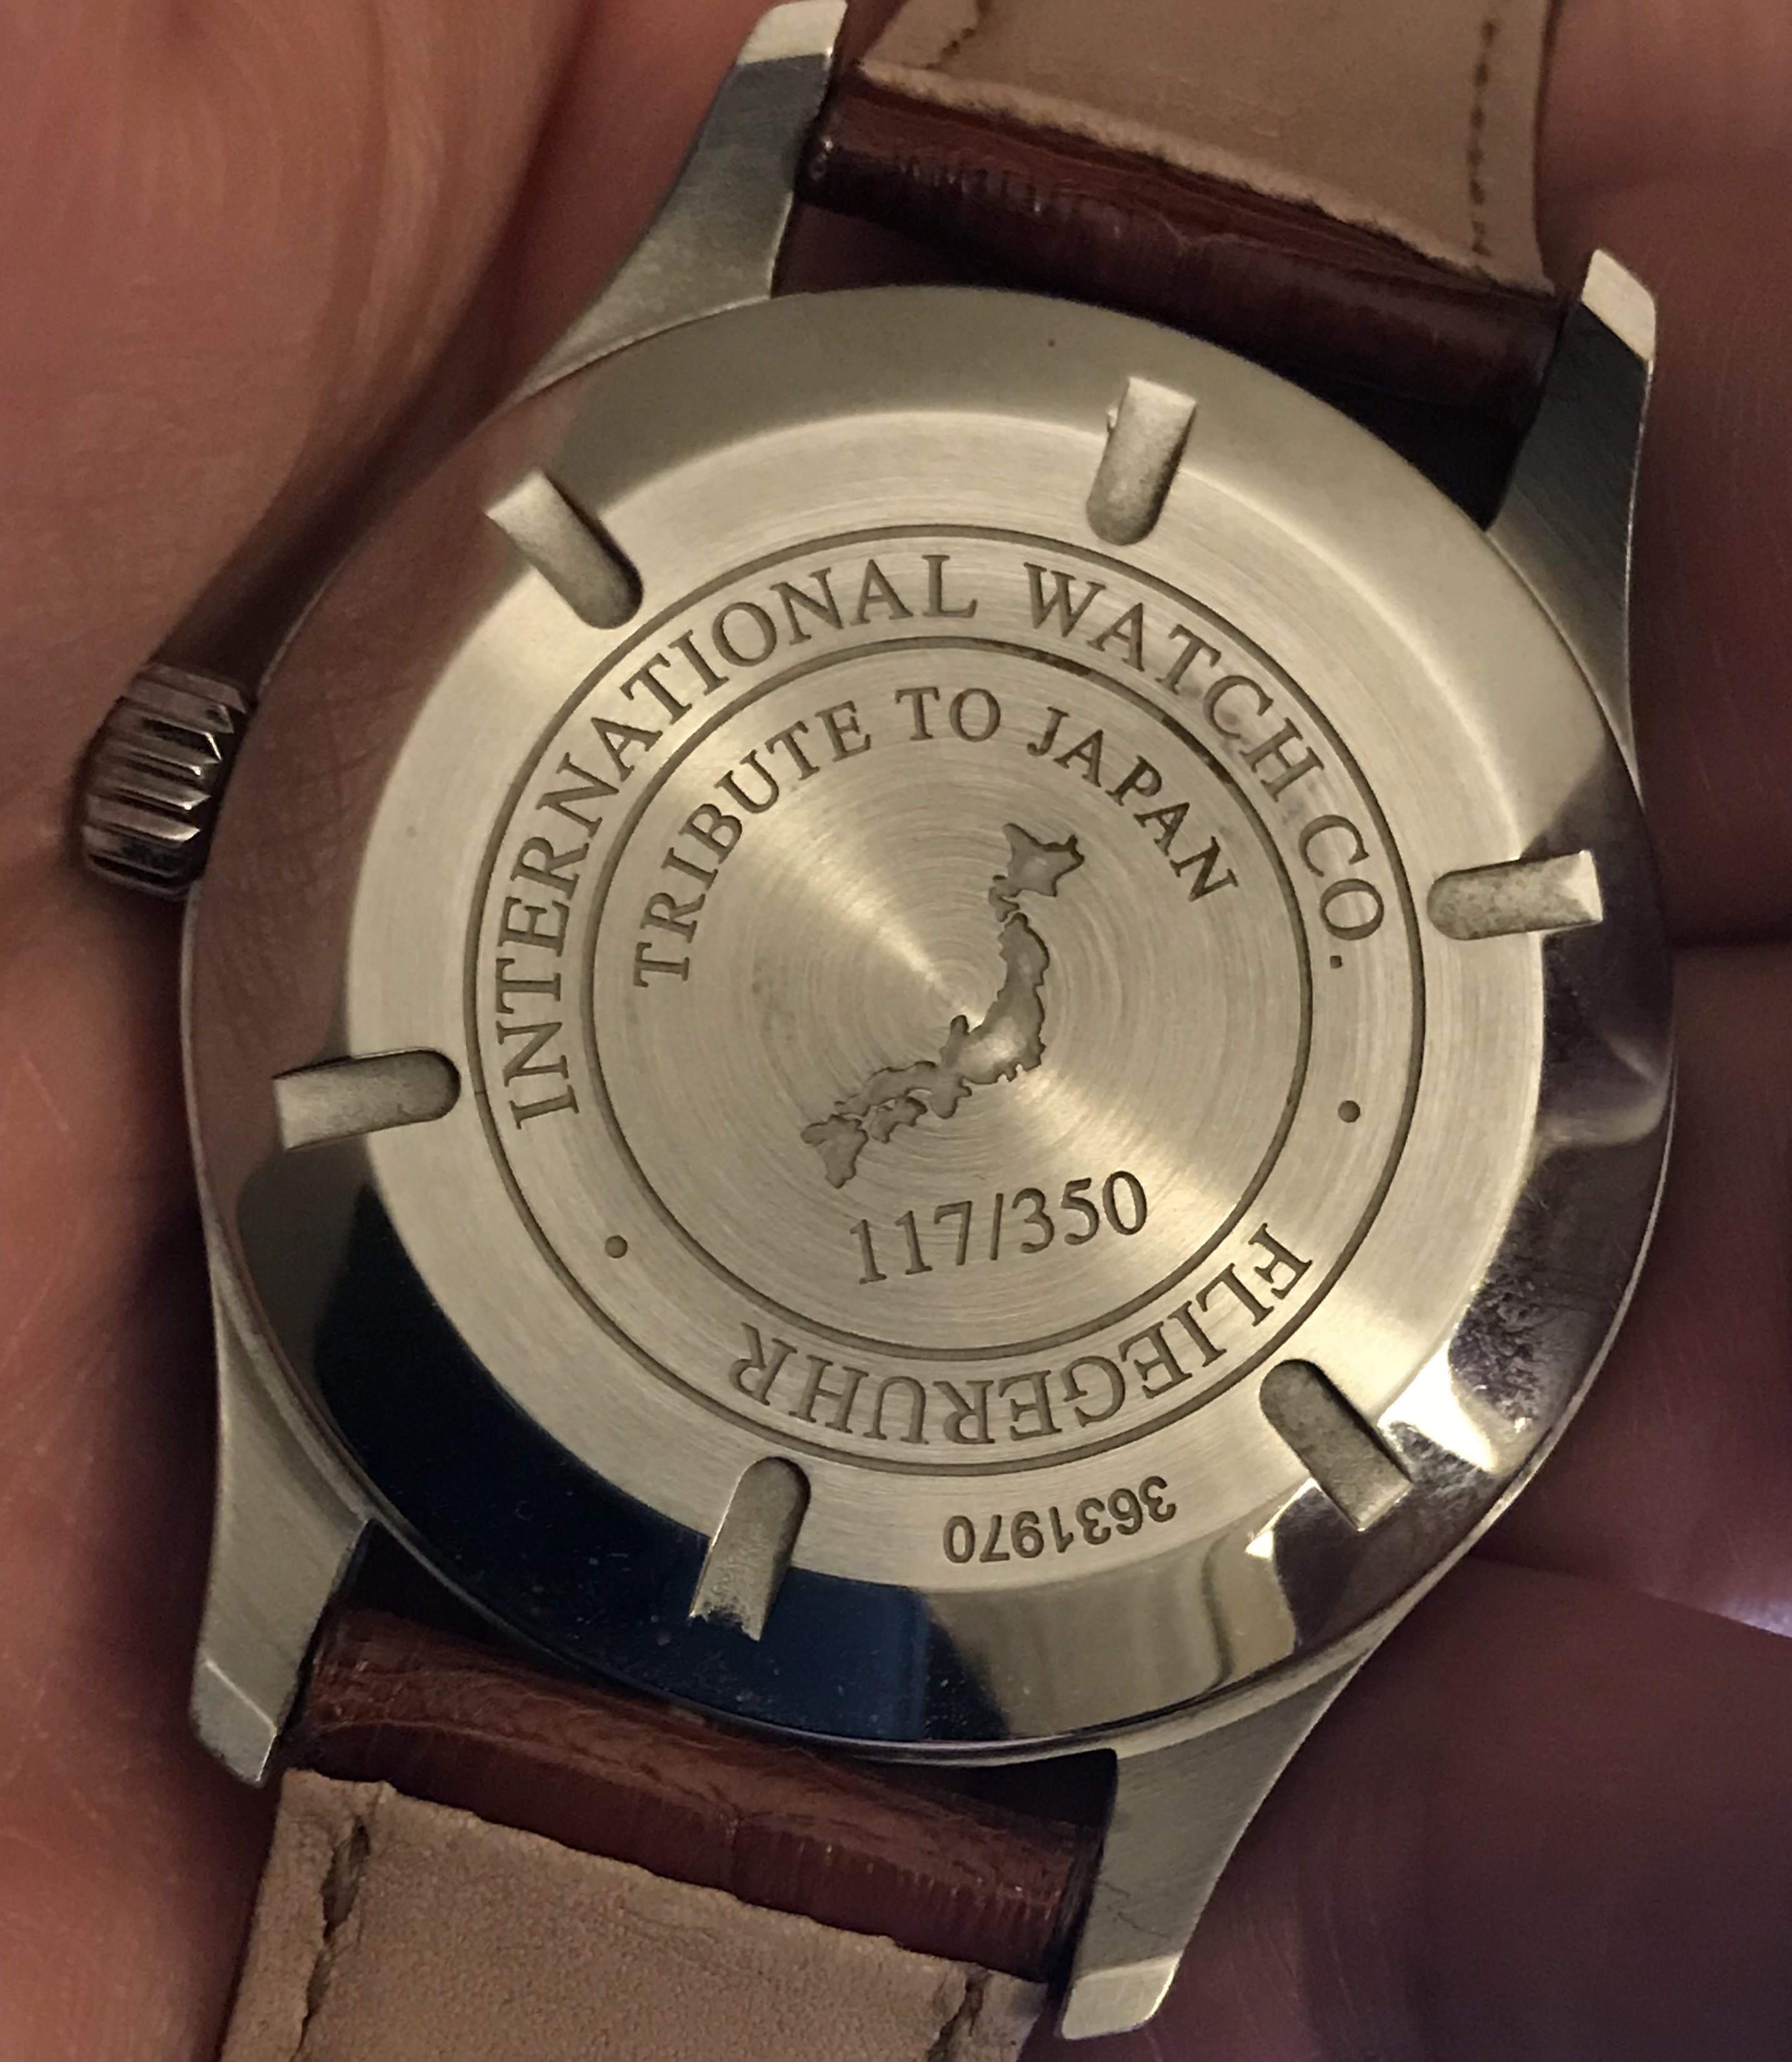 INTERNATIONAL WATCH CO.
TRIBUTE TO JAPAN
117/350
FLIEGERUHR
3631970